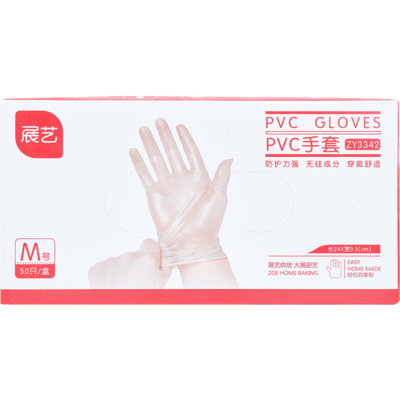 展艺
PVC GLOVES
PVC手套 ZY3342
防护力强 无硅成分 穿戴舒适
M号
50只/盒
长24X宽9.5(cm)
展艺烘焙 大展厨艺
ZOE HOME BAKING
EASY
HOME MADE
轻松自家制